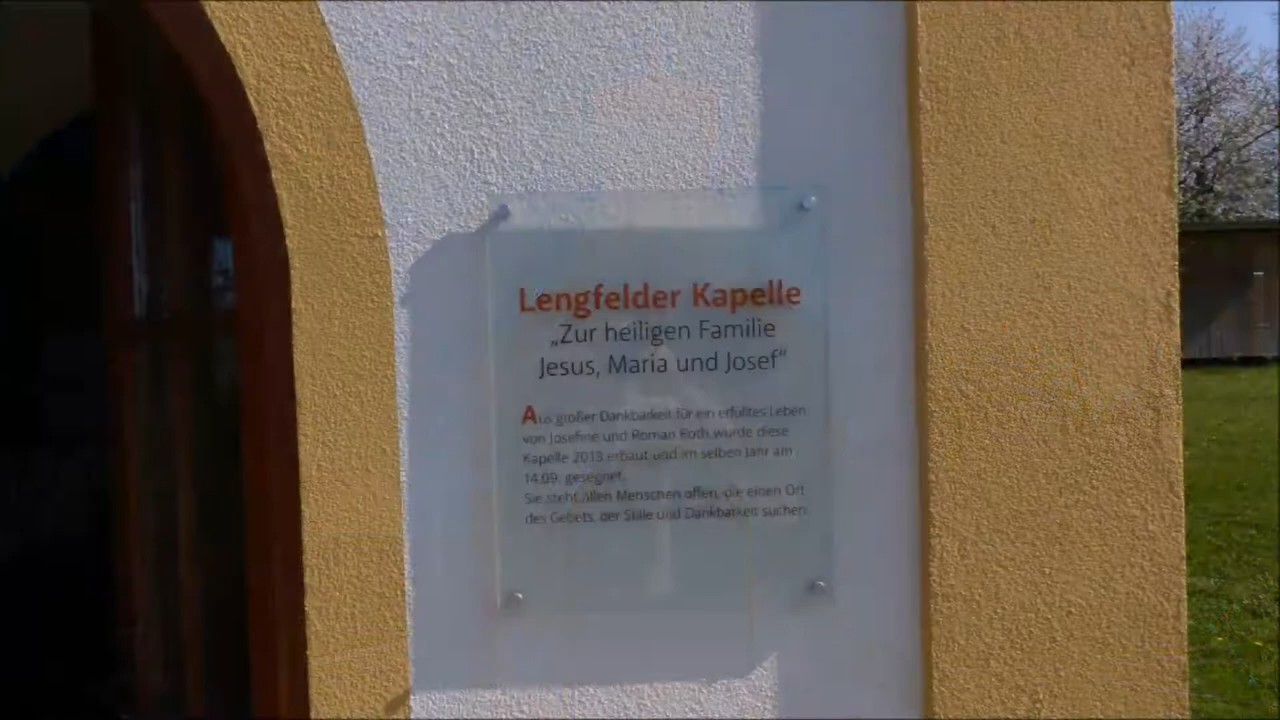 Lengfelder Kapelle
„Zur heiligen Familie
Jesus, Maria und Josef“
Aus großer Dankbarkeit für ein erfülltes Leben
von Josefine und Roman Roth wurde diese
Kapelle 2013 erbaut und im selben Jahr am
14.09. gesegnet.
Sie steht allen Menschen offen, die einen Ort
des Gebets, der Stille und Dankbarkeit suchen.